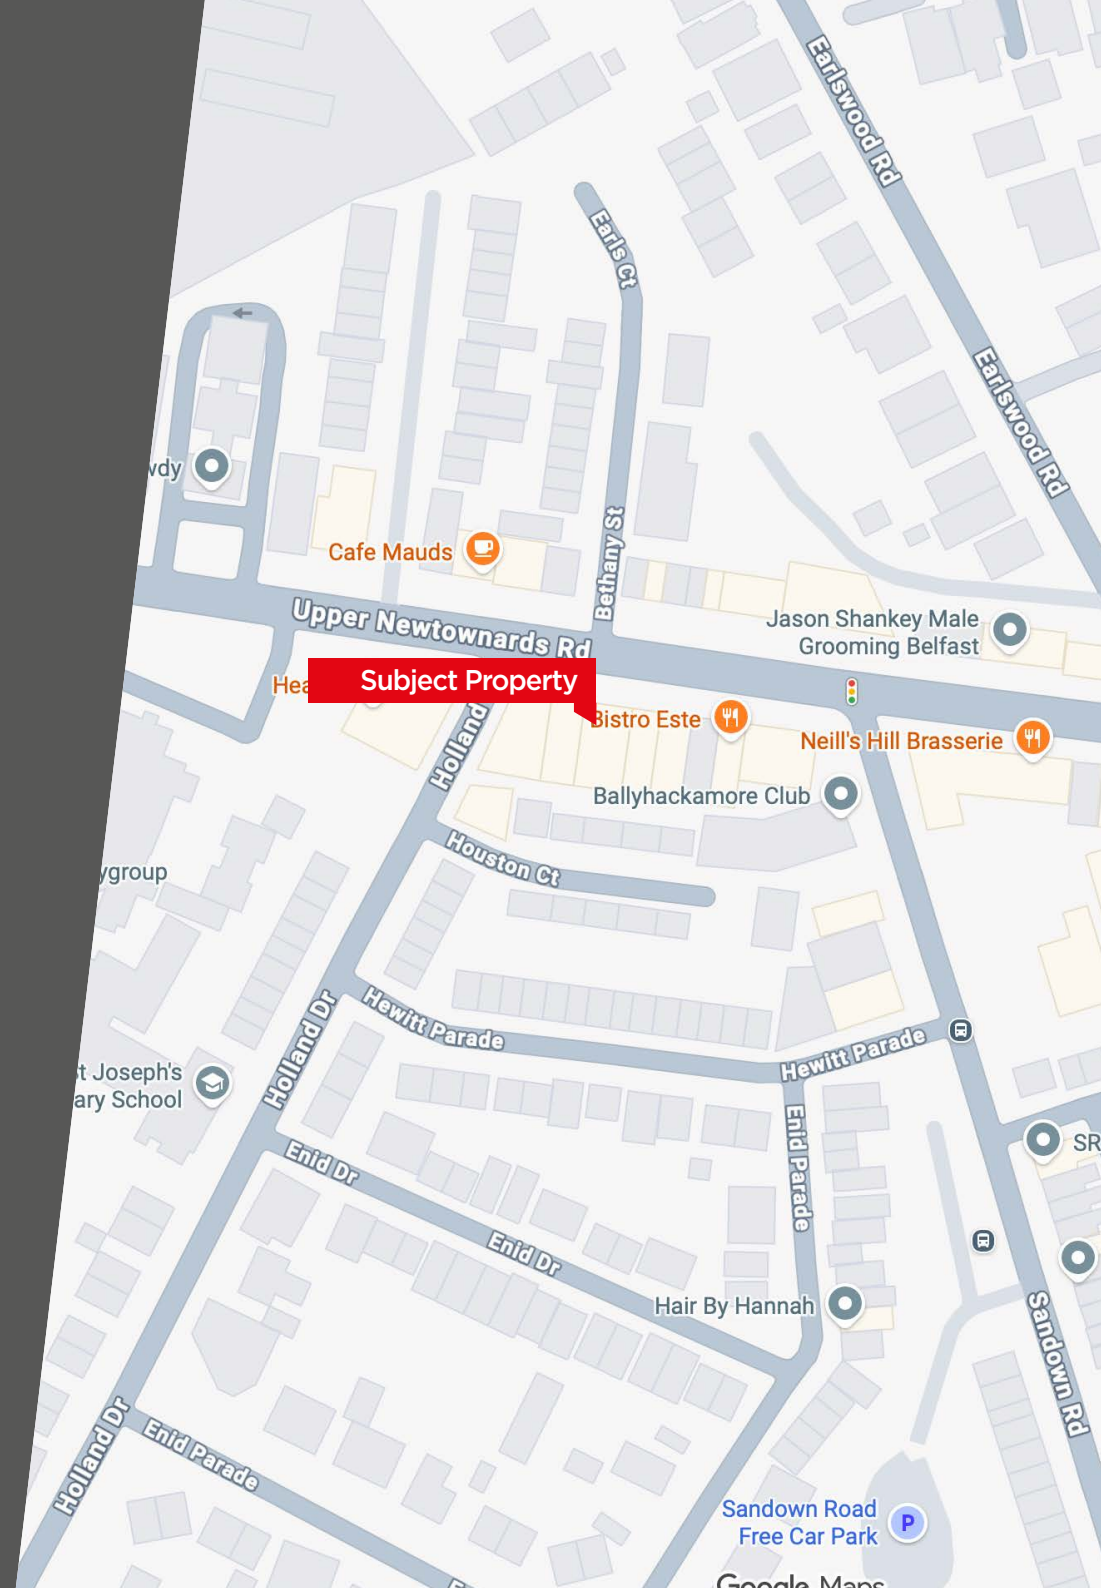 Earlswood Rd
Earls Ct
Earlswood Rd
wdy
Cafe Mauds
Bethany St
Upper Newtownards Rd
Jason Shankey Male
Grooming Belfast
Subject Property
Hea
Bistro Este
Holland
Neill's Hill Brasserie
Ballyhackamore Club
Houston Ct
ygroup
Hewitt Parade
Holland Dr
Hewitt Parade
St Joseph's
ary School
Enid Parade
SR
Enid Dr
Enid Dr
Hair By Hannah
Sandown Rd
Holland Dr
Enid Parade
Sandown Road
Free Car Park
P
Google Maps